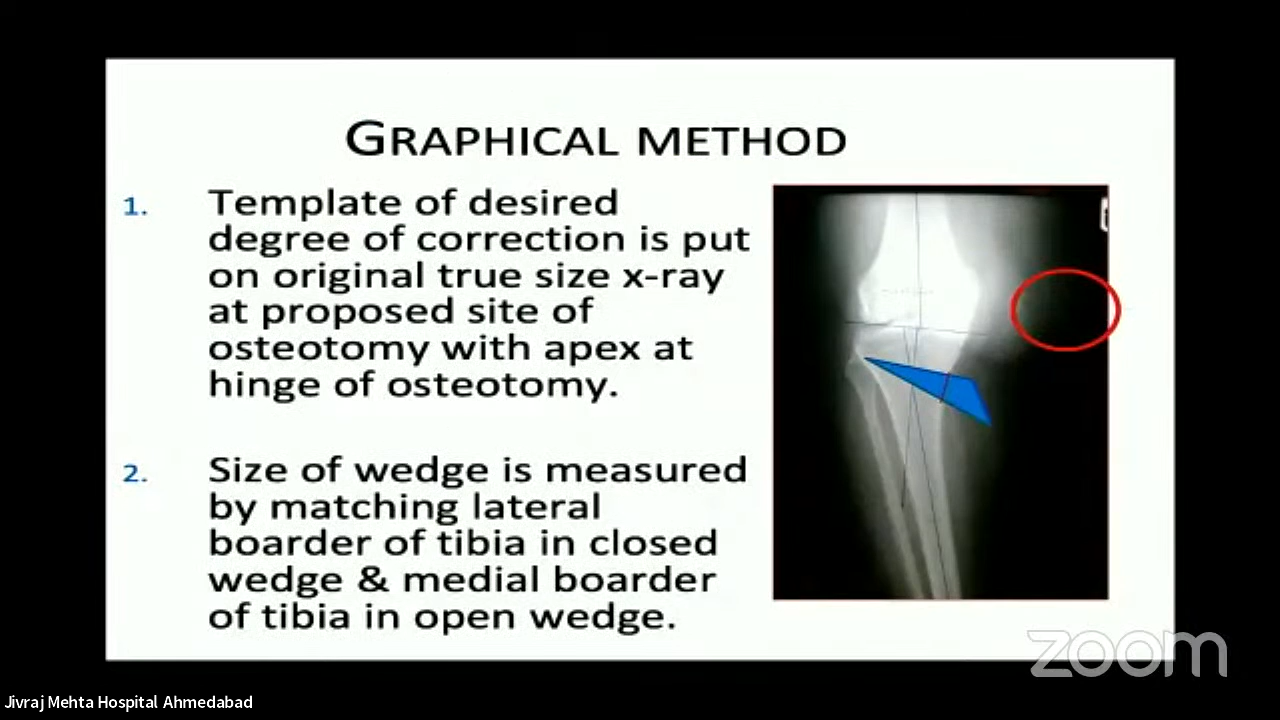 GRAPHICAL METHOD
1. Template of desired
degree of correction is put
on original true size x-ray
at proposed site of
osteotomy with apex at
hinge of osteotomy.
2. Size of wedge is measured
by matching lateral
boarder of tibia in closed
wedge & medial boarder
of tibia in open wedge.
zoom
Jivraj Mehta Hospital Ahmedabad